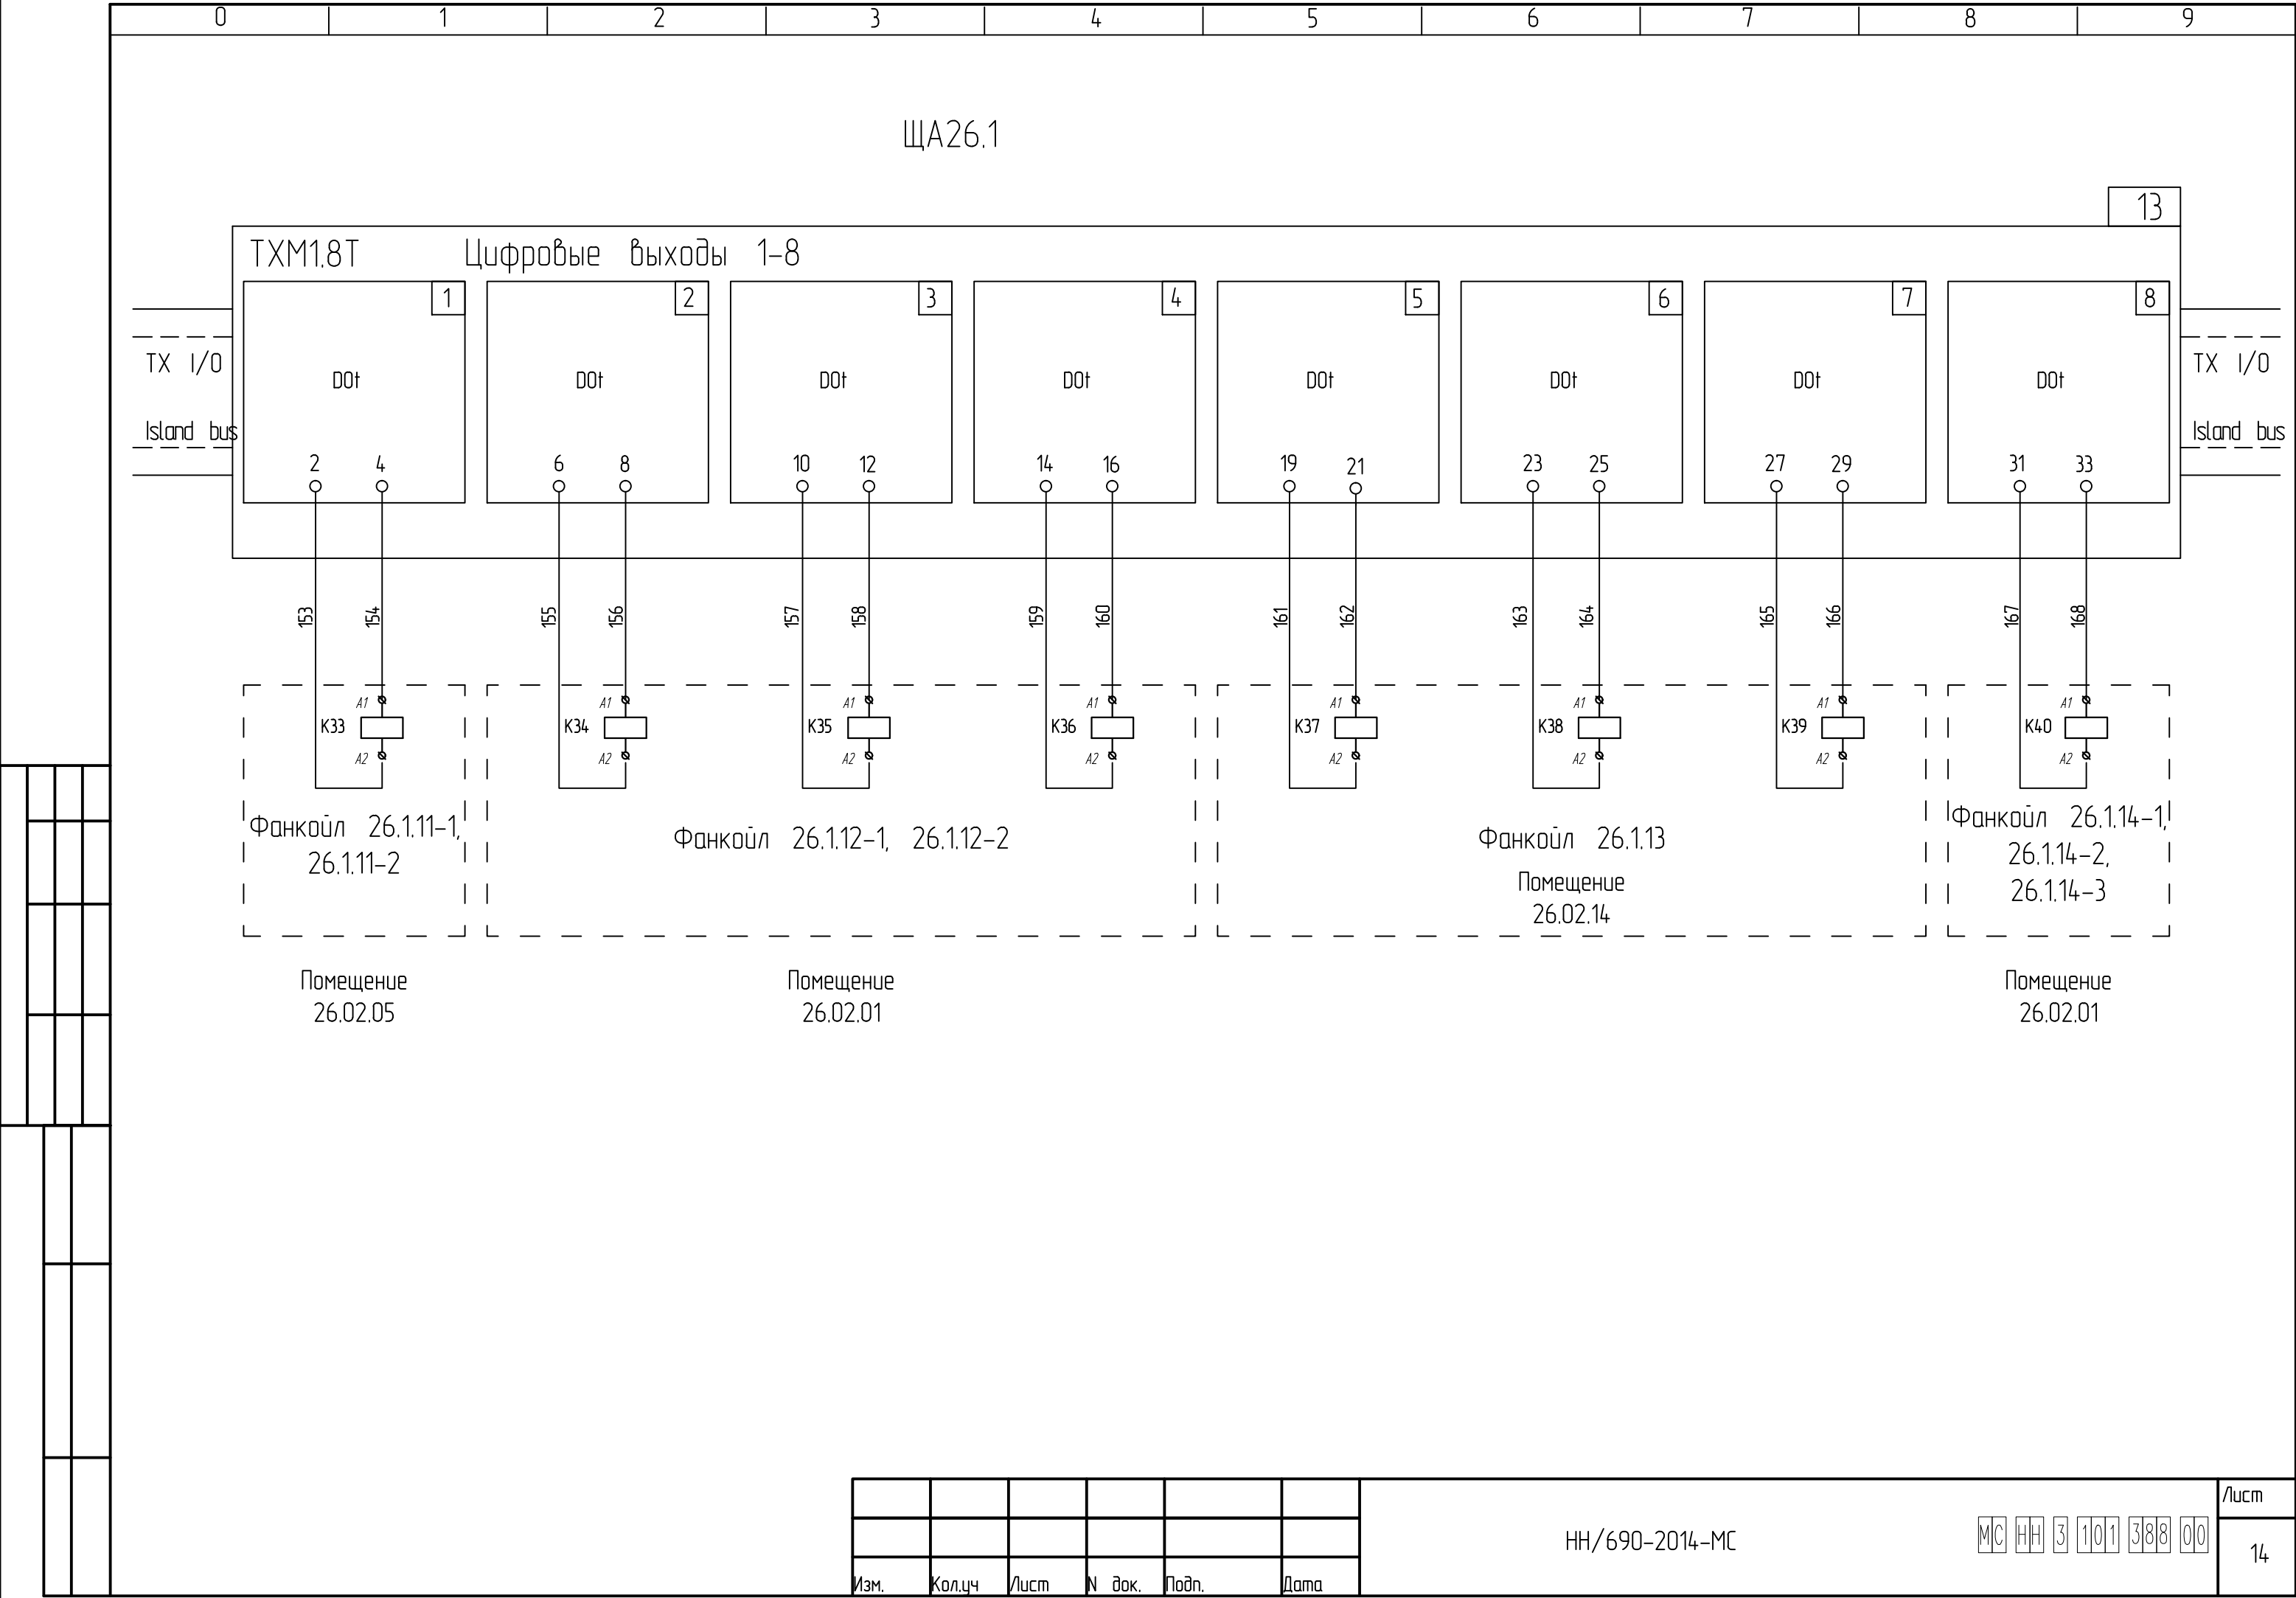 0 1 2 3 4 5 6 7 8 9
ЩА26.1
13
TXM1.8T Цифровые выходы 1-8
1 2 3 4 5 6 7 8
TX I/O TX I/O
DOt DOt DOt DOt DOt DOt DOt DOt
Island bus Island bus
2 4 6 8 10 12 14 16 19 21 23 25 27 29 31 33
153 154 155 156 157 158 159 160 161 162 163 164 165 166 167 168
A1 A1 A1 A1 A1 A1 A1 A1
K33 K34 K35 K36 K37 K38 K39 K40
A2 A2 A2 A2 A2 A2 A2 A2
Фанкойл 26.1.11-1,
26.1.11-2
Фанкойл 26.1.12-1, 26.1.12-2
Фанкойл 26.1.13
Помещение
26.02.14
Фанкойл 26.1.14-1,
26.1.14-2,
26.1.14-3
Помещение
26.02.05
Помещение
26.02.01
Помещение
26.02.01
Изм. Кол.уч Лист N док. Подп. Дата
НН/690-2014-МС
МС НН 3 101 388 00
Лист
14